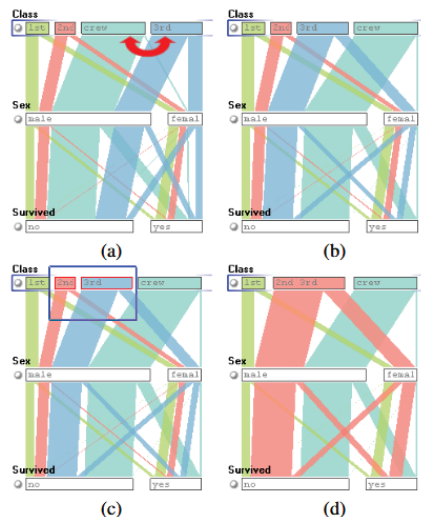 Class
1st 2nd crew 3rd
Sex
male femal
Survived
no yes
(a)
Class
1st 2nd 3rd crew
Sex
male femal
Survived
no yes
(b)
Class
1st 2nd 3rd crew
Sex
male femal
Survived
no yes
(c)
Class
1st 2nd 3rd crew
Sex
male femal
Survived
no yes
(d)